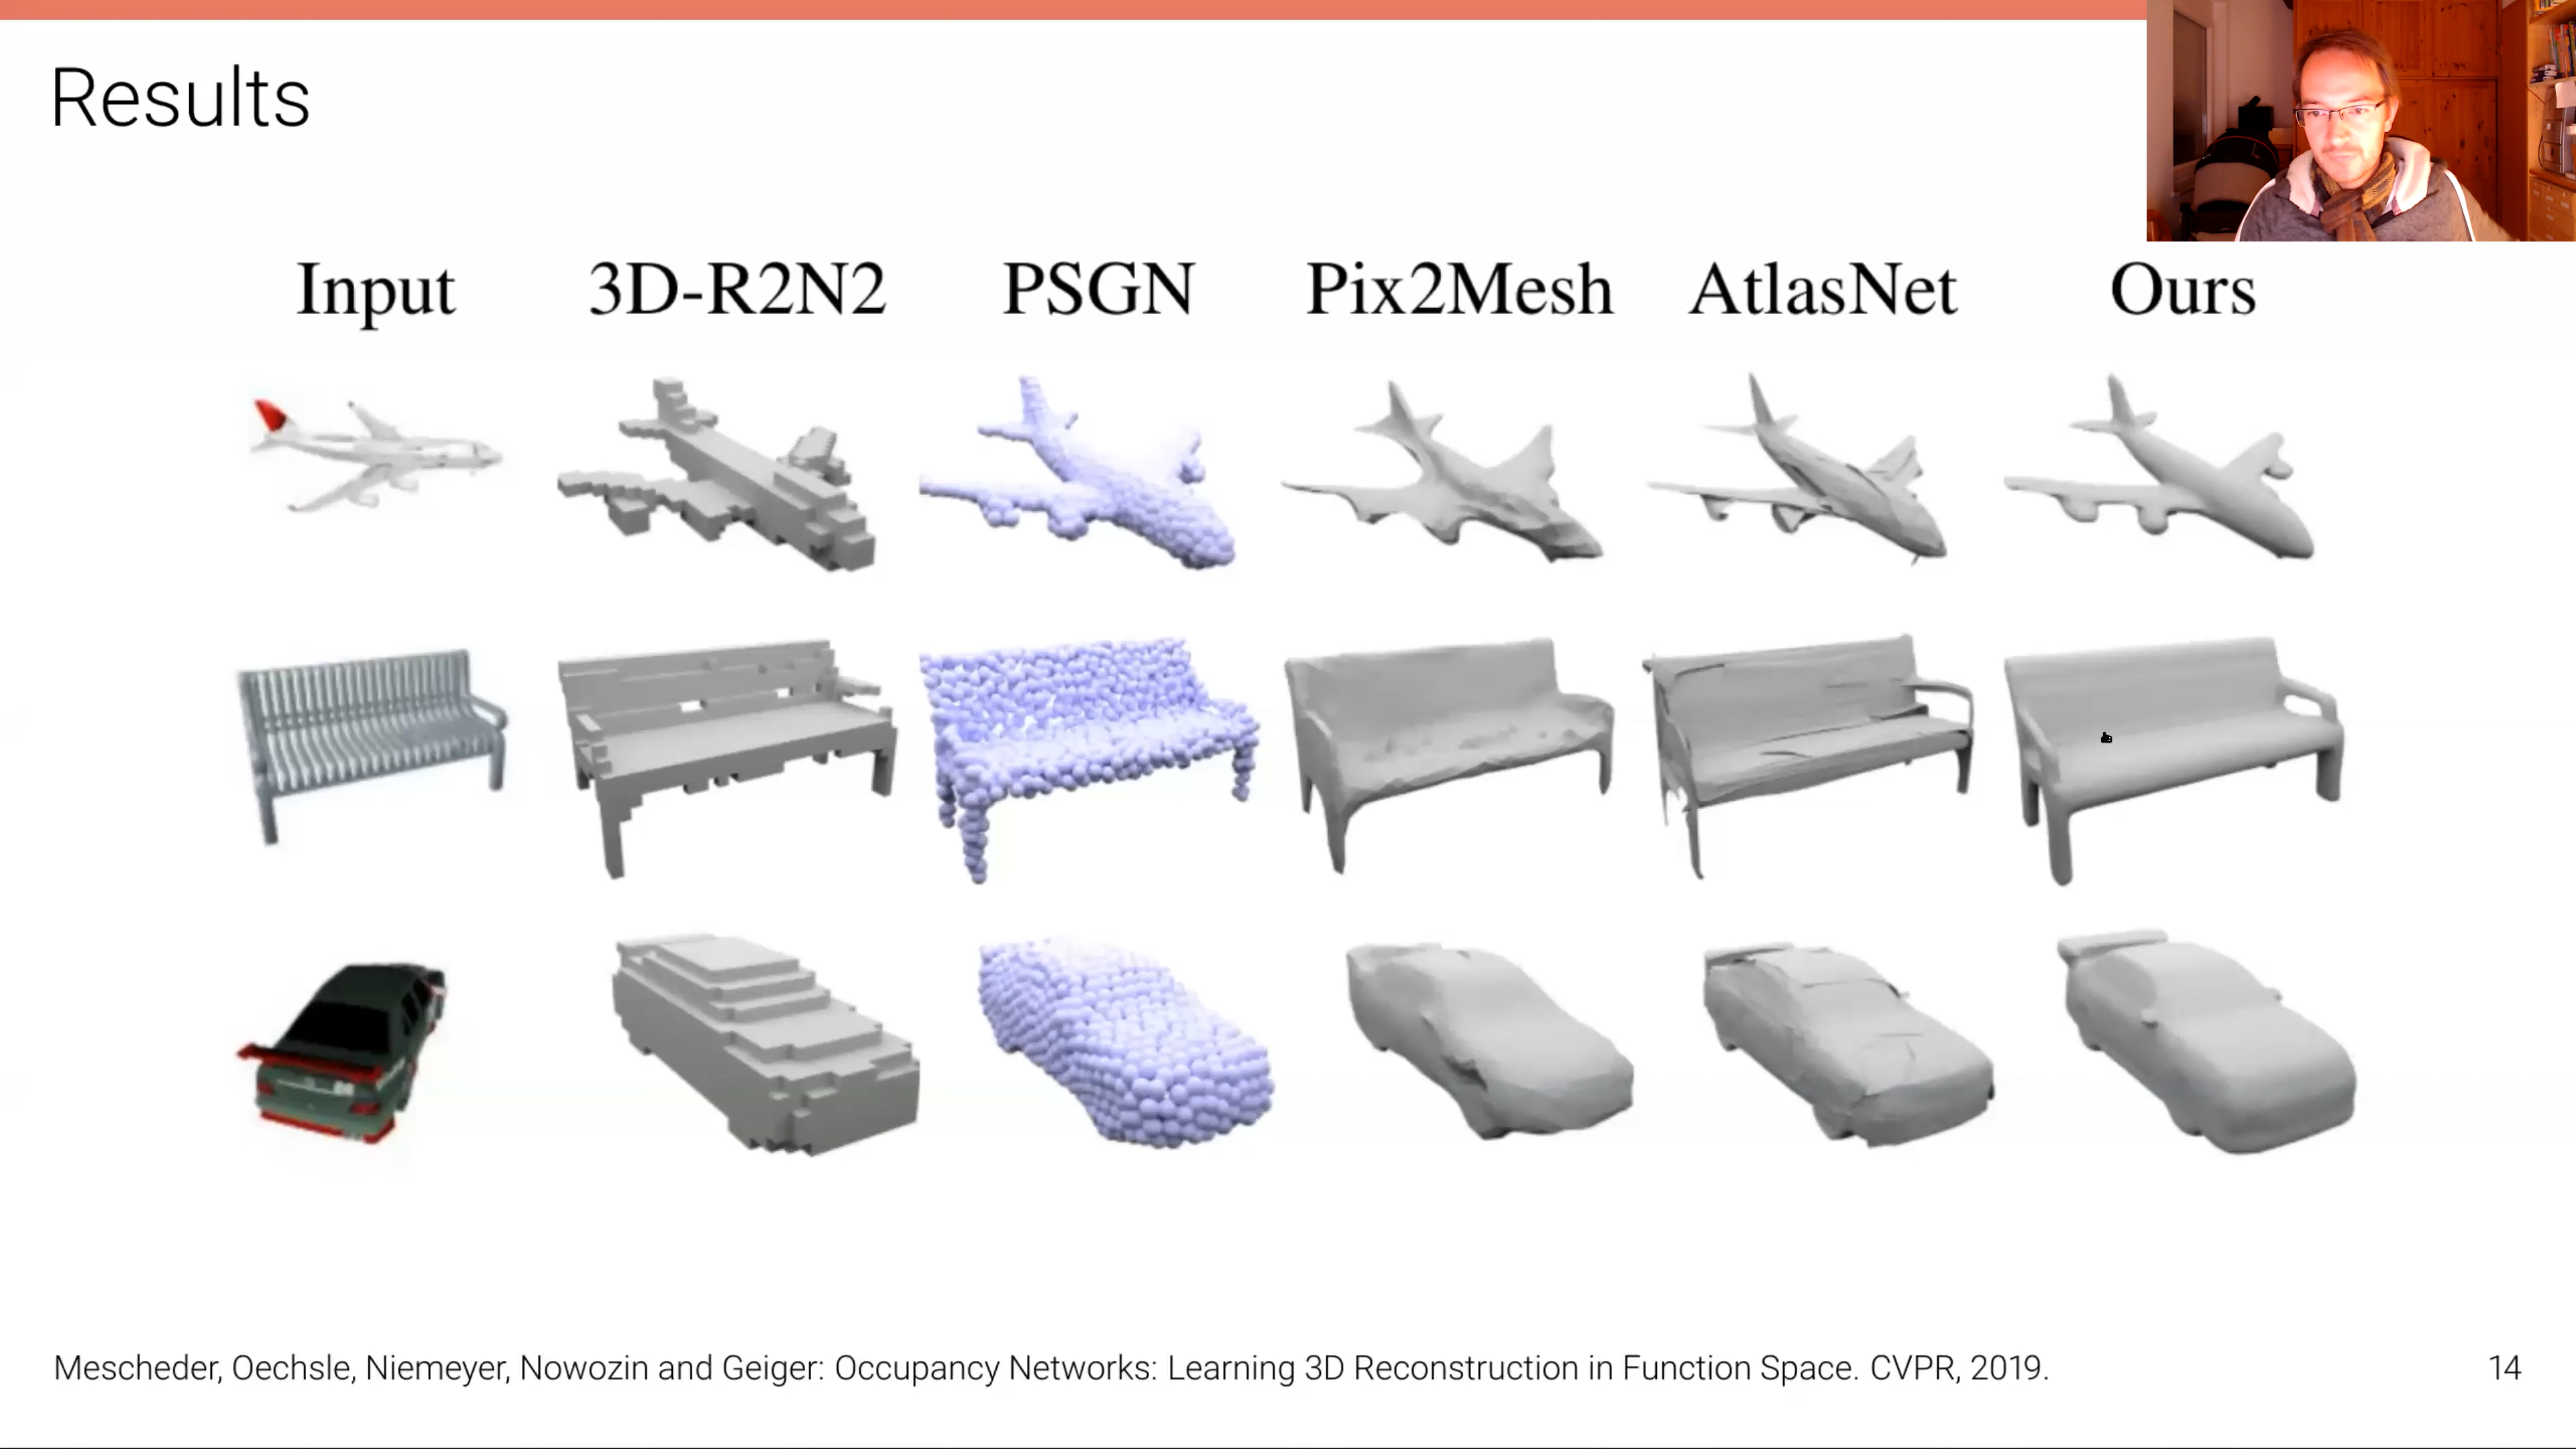 Results
Input 3D-R2N2 PSGN Pix2Mesh AtlasNet Ours
Mescheder, Oechsle, Niemeyer, Nowozin and Geiger: Occupancy Networks: Learning 3D Reconstruction in Function Space. CVPR, 2019. 14